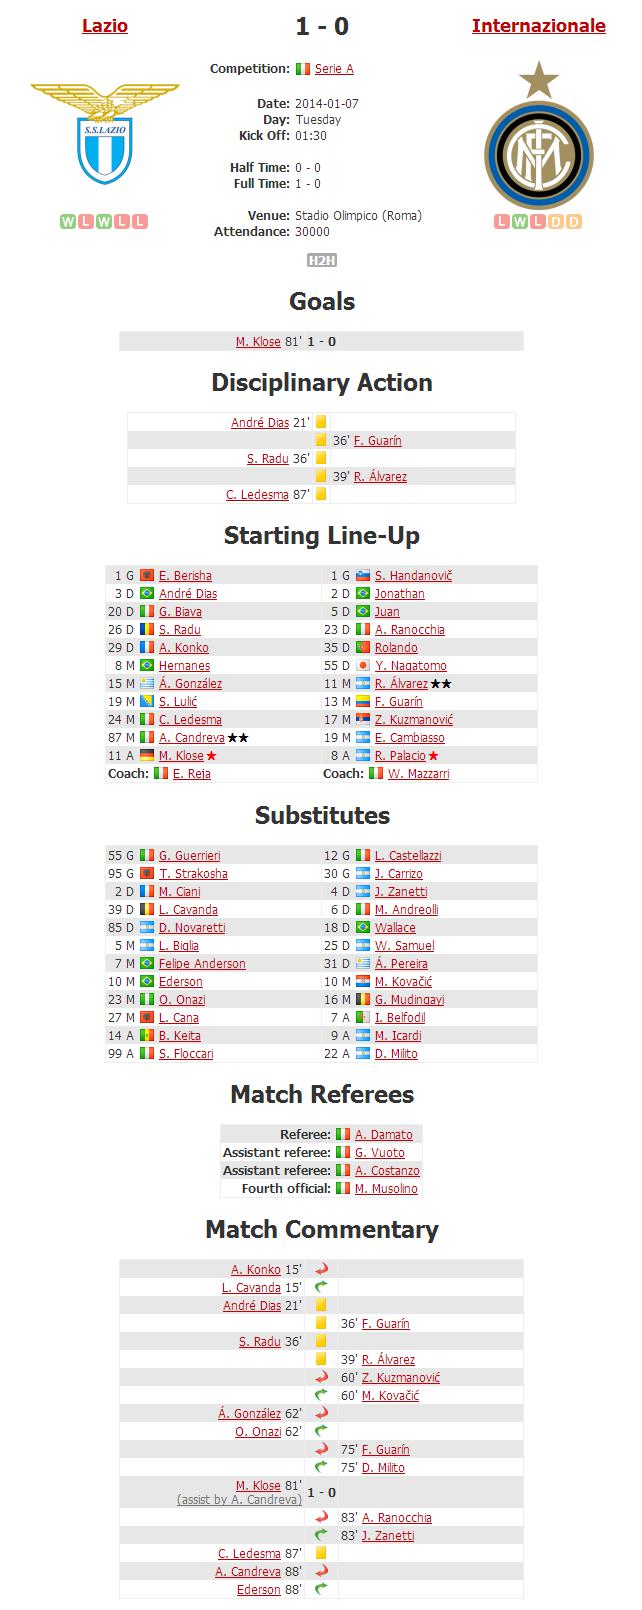 Lazio 1 - 0 Internazionale
Competition: Serie A
S.S.LAZIO
Date: 2014-01-07
Day: Tuesday
Kick Off: 01:30
Half Time: 0 - 0
Full Time: 1 - 0
Venue: Stadio Olimpico (Roma)
Attendance: 30000
W L W L L
L W L D D
H2H
Goals
M. Klose 81' 1 - 0
Disciplinary Action
André Dias 21'
36' F. Guarín
S. Radu 36'
39' R. Álvarez
C. Ledesma 87'
Starting Line-Up
1 G E. Berisha 1 G S. Handanovič
3 D André Dias 2 D Jonathan
20 D G. Biava 5 D Juan
26 D S. Radu 23 D A. Ranocchia
29 D A. Konko 35 D Rolando
8 M Hernanes 55 D Y. Nagatomo
15 M Á. González 11 M R. Álvarez ★★
19 M S. Lulić 13 M F. Guarín
24 M C. Ledesma 17 M Z. Kuzmanović
87 M A. Candreva ★★ 19 M E. Cambiasso
11 A M. Klose ★ 8 A R. Palacio ★
Coach: E. Reja Coach: W. Mazzarri
Substitutes
55 G G. Guerrieri 12 G L. Castellazzi
95 G T. Strakosha 30 G J. Carrizo
2 D M. Ciani 4 D J. Zanetti
39 D L. Cavanda 6 D M. Andreolli
85 D D. Novaretti 18 D Wallace
5 M L. Biglia 25 D W. Samuel
7 M Felipe Anderson 31 D Á. Pereira
10 M Ederson 10 M M. Kovačić
23 M O. Onazi 16 M G. Mudingayi
27 M L. Cana 7 A I. Belfodil
14 A B. Keita 9 A M. Icardi
99 A S. Floccari 22 A D. Milito
Match Referees
Referee: A. Damato
Assistant referee: G. Vuoto
Assistant referee: A. Costanzo
Fourth official: M. Musolino
Match Commentary
A. Konko 15'
L. Cavanda 15'
André Dias 21'
36' F. Guarín
S. Radu 36'
39' R. Álvarez
60' Z. Kuzmanović
60' M. Kovačić
Á. González 62'
O. Onazi 62'
75' F. Guarín
75' D. Milito
M. Klose 81' 1 - 0
(assist by A. Candreva)
83' A. Ranocchia
83' J. Zanetti
C. Ledesma 87'
A. Candreva 88'
Ederson 88'